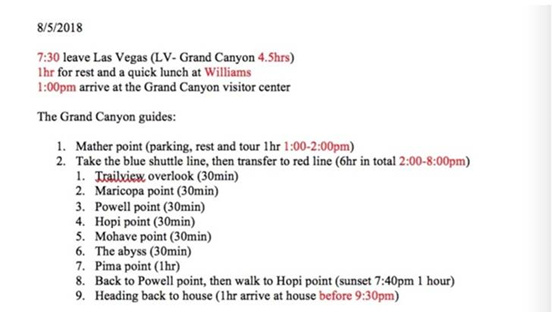 8/5/2018
7:30 leave Las Vegas (LV- Grand Canyon 4.5hrs)
1hr for rest and a quick lunch at Williams
1:00pm arrive at the Grand Canyon visitor center
The Grand Canyon guides:
1. Mather point (parking, rest and tour 1hr 1:00-2:00pm)
2. Take the blue shuttle line, then transfer to red line (6hr in total 2:00-8:00pm)
1. Trailview overlook (30min)
2. Maricopa point (30min)
3. Powell point (30min)
4. Hopi point (30min)
5. Mohave point (30min)
6. The abyss (30min)
7. Pima point (1hr)
8. Back to Powell point, then walk to Hopi point (sunset 7:40pm 1 hour)
9. Heading back to house (1hr arrive at house before 9:30pm)